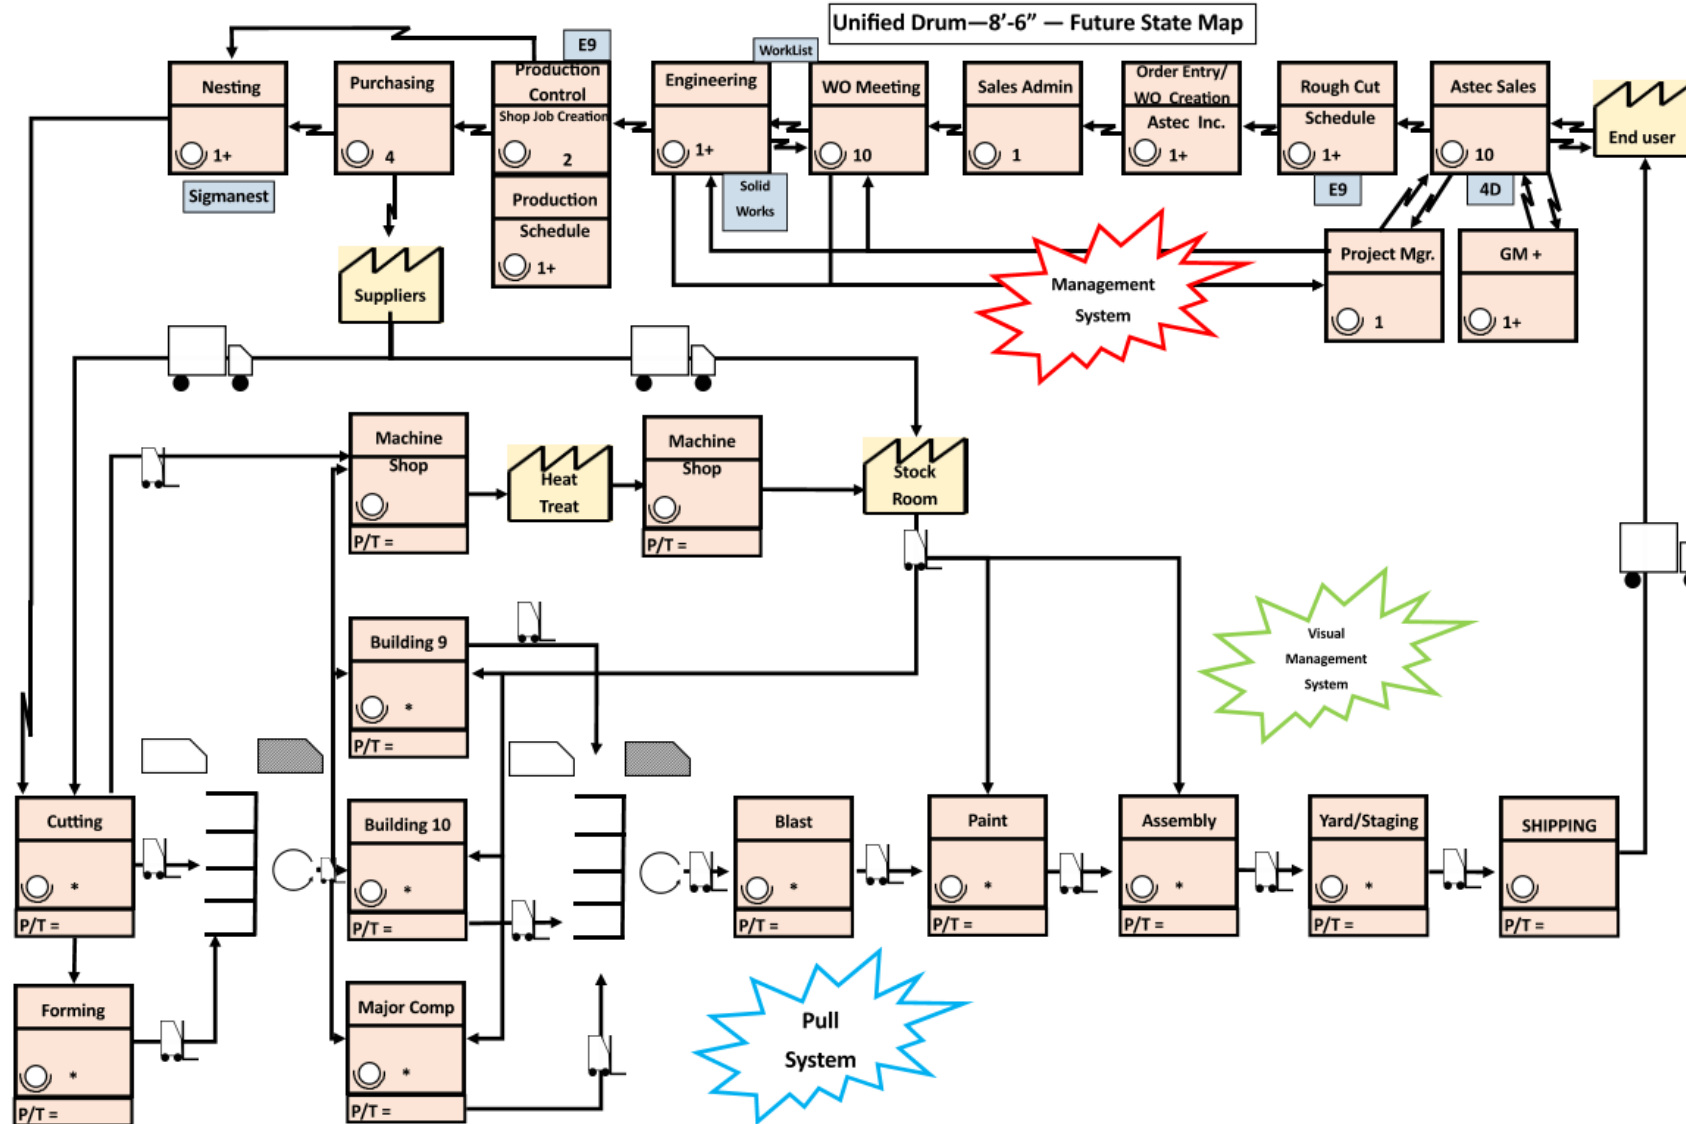 Unified Drum—8’-6” — Future State Map
E9
WorkList
Nesting
1+
Sigmanest
Purchasing
4
Production
Control
Shop Job Creation
2
Production
Schedule
1+
Engineering
1+
Solid
Works
WO Meeting
10
Sales Admin
1
Order Entry/
WO Creation
Astec Inc.
1+
Rough Cut
Schedule
1+
E9
Astec Sales
10
4D
End user
Project Mgr.
1
GM +
1+
Management
System
Suppliers
Machine
Shop
P/T =
Heat
Treat
Machine
Shop
P/T =
Stock
Room
Building 9
*
P/T =
Visual
Management
System
Cutting
*
P/T =
Building 10
*
P/T =
Blast
*
P/T =
Paint
*
P/T =
Assembly
*
P/T =
Yard/Staging
*
P/T =
SHIPPING
P/T =
Forming
*
P/T =
Major Comp
*
P/T =
Pull
System